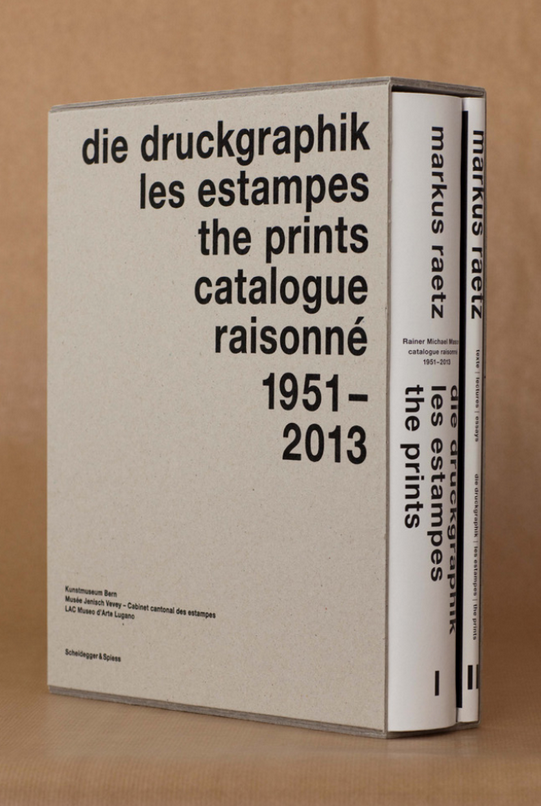 die druckgraphik
les estampes
the prints
catalogue
raisonné
1951–
2013
Kunstmuseum Bern
Musée Jenisch Vevey – Cabinet cantonal des estampes
LAC Museo d'Arte Lugano
Scheidegger & Spiess
markus raetz
Rainer Michael
catalogue raisonné
1951–2013
die druckgraphik
les estampes
the prints
I
markus raetz
texte | lectures | essays
die druckgraphik | les estampes | the prints
II